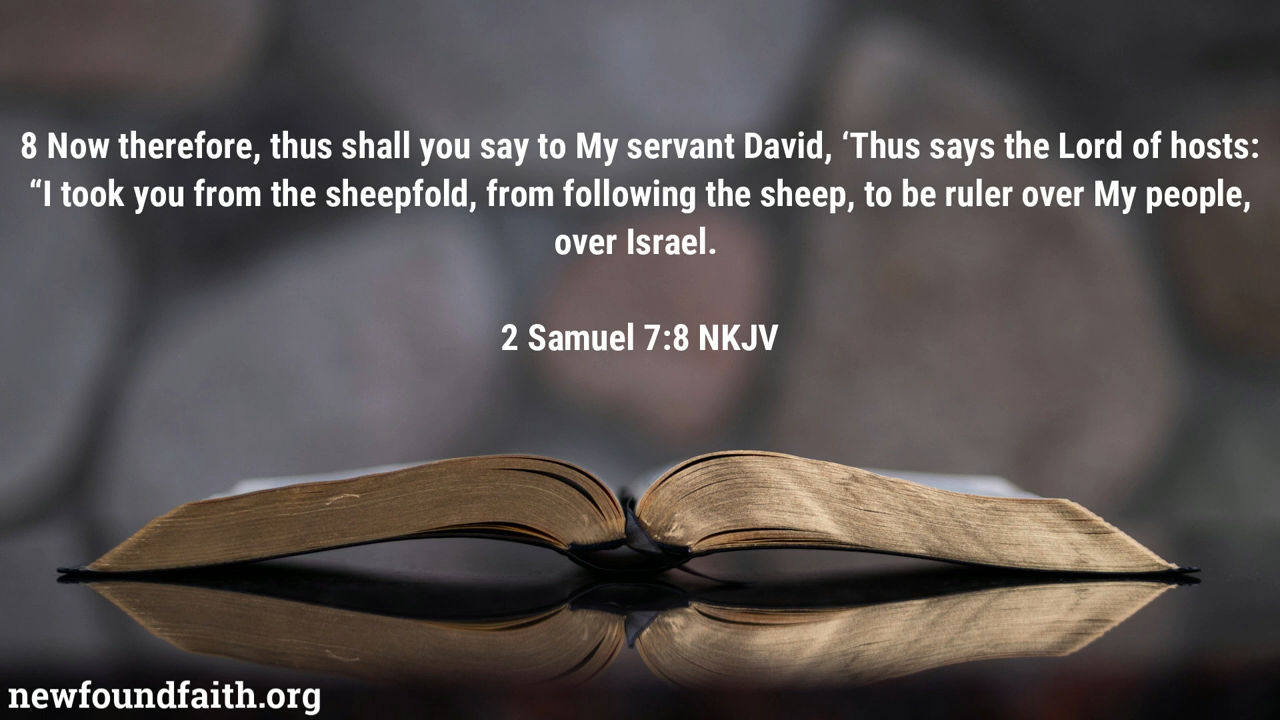 8 Now therefore, thus shall you say to My servant David, ‘Thus says the Lord of hosts:
“I took you from the sheepfold, from following the sheep, to be ruler over My people,
over Israel.
2 Samuel 7:8 NKJV
newfoundfaith.org